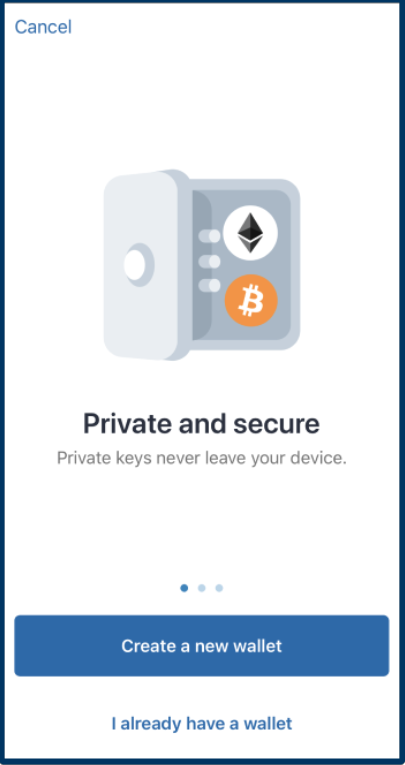 Cancel
Private and secure
Private keys never leave your device.
Create a new wallet
I already have a wallet